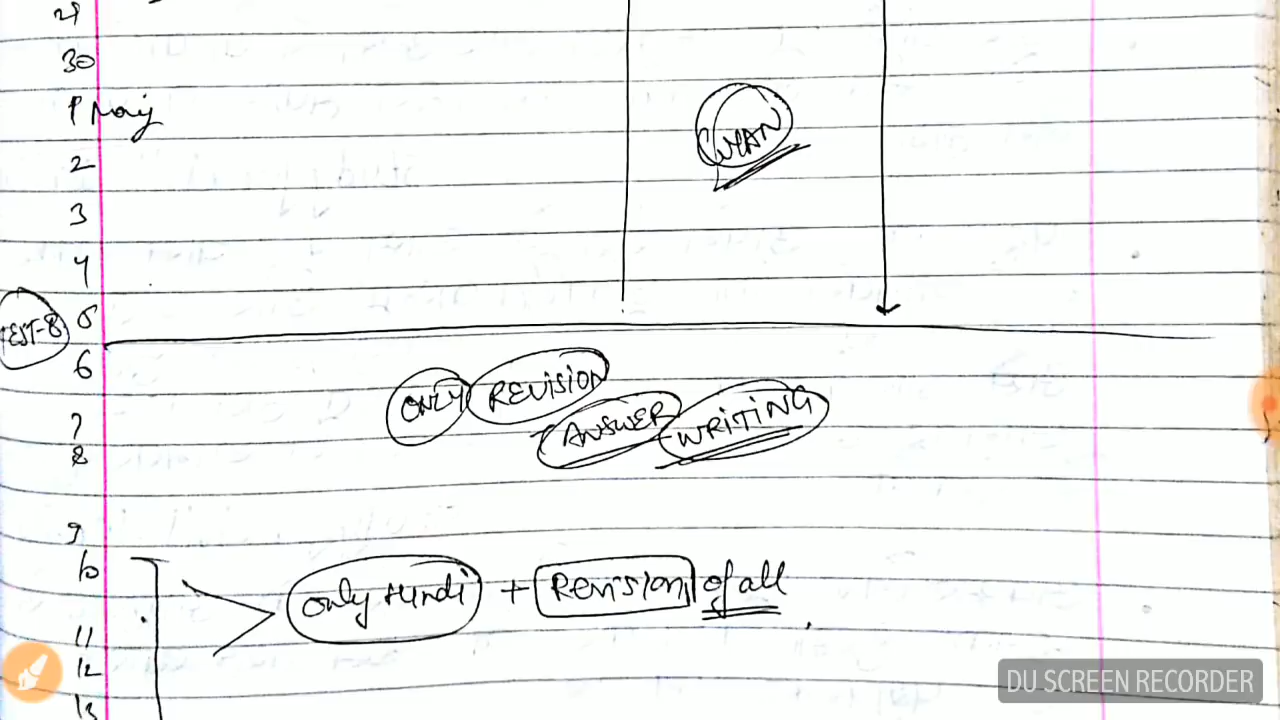 29
30
1 May
2
3
4
TEST-8 5
6
ONLY REVISION
ANSWER WRITING
7
8
9
10
only Hindi + Revision of all
11
12
13
DU SCREEN RECORDER